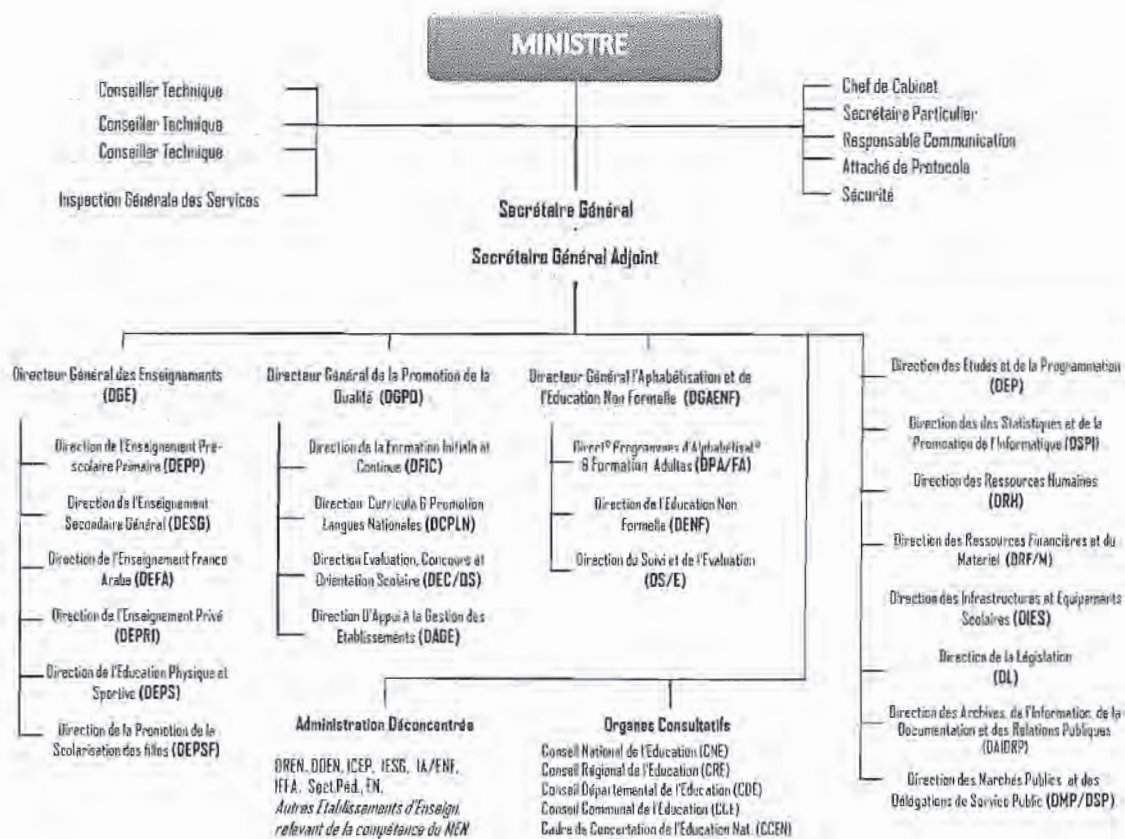 MINISTRE
Conseiller Technique
Conseiller Technique
Conseiller Technique
Inspection Générale des Services
Chef de Cabinet
Secrétaire Particulier
Responsable Communication
Attaché de Protocole
Sécurité
Secrétaire Général
Secrétaire Général Adjoint
Directeur Général des Enseignements
(DGE)
Direction de l'Enseignement Pré-
scolaire Primaire (DEPP)
Direction de l'Enseignement
Secondaire Général (DESG)
Direction de l'Enseignement Franco
Arabe (DEFA)
Direction de l'Enseignement Privé
(DEPRI)
Direction de l'Education Physique et
Sportive (DEPS)
Direction de la Promotion de la
Scolarisation des filles (DEPSF)
Directeur Général de la Promotion de la
Qualité (DGPQ)
Direction de la Formation Initiale et
Continue (DFIC)
Direction Curricula & Promotion
Langues Nationales (DCPLN)
Direction Evaluation, Concours et
Orientation Scolaire (DEC/OS)
Direction D'Appui à la Gestion des
Etablissements (DAGE)
Directeur Général l'Aphabétisation et de
l'Education Non Formelle (DGAENF)
Direct° Programmes d'Alphabétisat°
& Formation Adultes (DPA/FA)
Direction de l'Education Non
Formelle (DENF)
Direction du Suivi et de l'Evaluation
(DS/E)
Direction des Etudes et de la Programmation
(DEP)
Direction des des Statistiques et de la
Promotion de l'Informatique (DSPI)
Direction des Ressources Humaines
(DRH)
Direction des Ressources Financières et du
Materiel (DRF/M)
Direction des Infrastructures et Equipements
Scolaires (DIES)
Direction de la Législation
(DL)
Direction des Archives, de l'Information, de la
Documentation et des Relations Publiques
(DAIDRP)
Direction des Marchés Publics et des
Délégations de Service Public (DMP/DSP)
Administration Déconcentrée
DREN, DDEN, ICEP, IESG, IA/ENF,
IFFA, Sect.Péd., EN,
Autres Etablissements d'Enseign.
relevant de la compétence du MEN
Organes Consultatifs
Conseil National de l'Education (CNE)
Conseil Régional de l'Education (CRE)
Conseil Départemental de l'Education (CDE)
Conseil Communal de l'Education (CCE)
Cadre de Concertation de l'Education Nat. (CCEN)